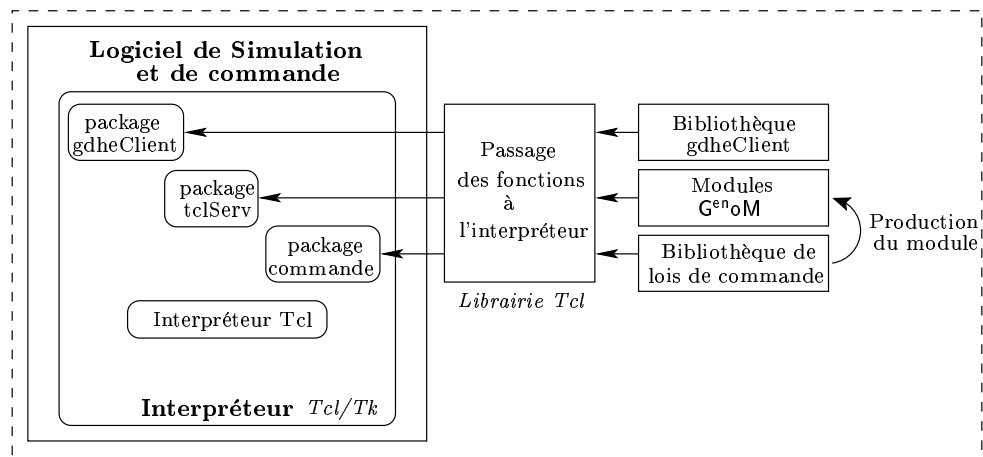 Logiciel de Simulation
et de commande
package
gdheClient
package
tclServ
package
commande
Interpréteur Tcl
Interpréteur Tcl/Tk
Passage
des fonctions
à
l'interpréteur
Librairie Tcl
Bibliothèque
gdheClient
Modules
GenoM
Bibliothèque de
lois de commande
Production
du module